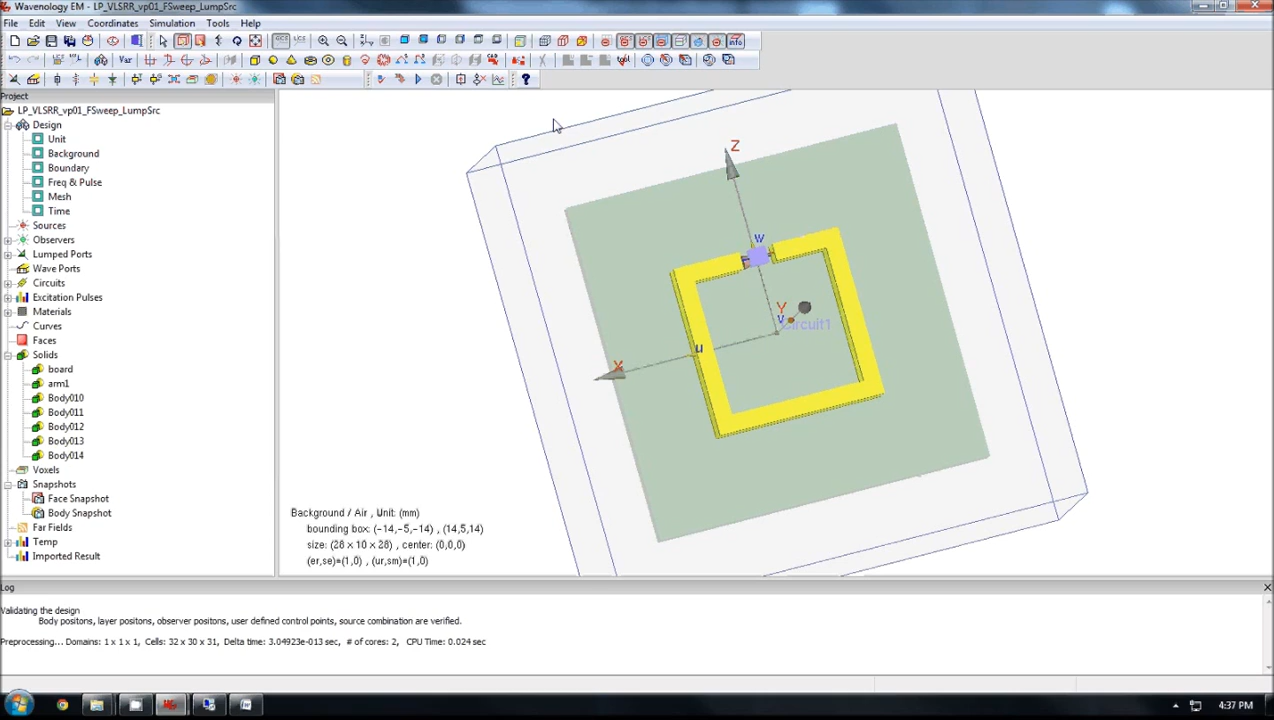 Wavenology EM - LP_VLSRR_vp01_FSweep_LumpSrc
File Edit View Coordinates Simulation Tools Help
Var
info
Project
LP_VLSRR_vp01_FSweep_LumpSrc
Design
Unit
Background
Boundary
Freq & Pulse
Mesh
Time
Sources
Observers
Lumped Ports
Wave Ports
Circuits
Excitation Pulses
Materials
Curves
Faces
Solids
board
arm1
Body010
Body011
Body012
Body013
Body014
Voxels
Snapshots
Face Snapshot
Body Snapshot
Far Fields
Temp
Imported Result
Z
w
Y
v
Circuit1
u
X
Background / Air , Unit: (mm)
bounding box: (-14,-5,-14) , (14,5,14)
size: (28 x 10 x 28) , center: (0,0,0)
(er,se)=(1,0) , (ur,sm)=(1,0)
Log
Validating the design
Body positons, layer positons, observer positons, user defined control points, source combination are verified.
Preprocessing... Domains: 1 x 1 x 1, Cells: 32 x 30 x 31, Delta time: 3.04923e-013 sec, # of cores: 2, CPU Time: 0.024 sec
4:37 PM